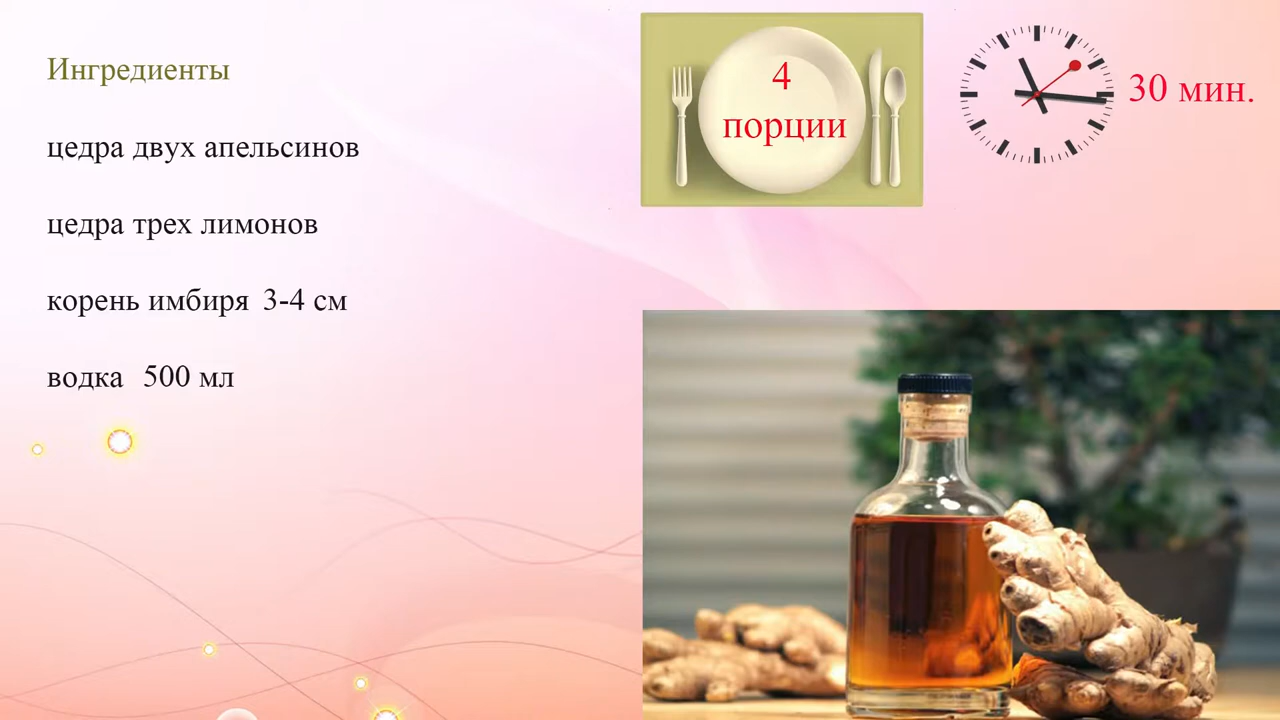 Ингредиенты
цедра двух апельсинов
цедра трех лимонов
корень имбиря 3-4 см
водка 500 мл
4
порции
30 мин.